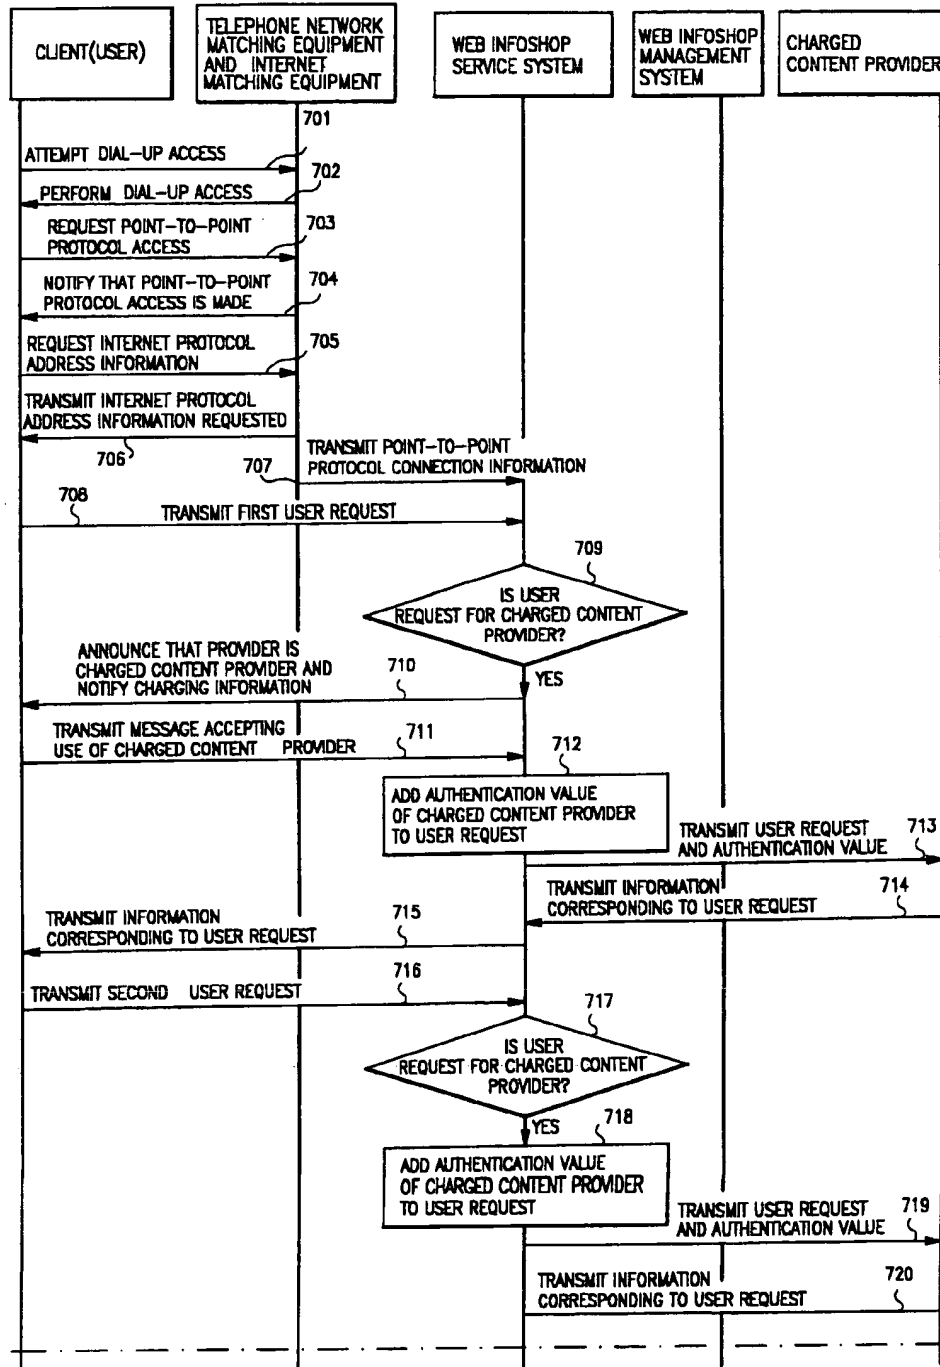 CLIENT(USER)
TELEPHONE NETWORK
MATCHING EQUIPMENT
AND INTERNET
MATCHING EQUIPMENT
WEB INFOSHOP
SERVICE SYSTEM
WEB INFOSHOP
MANAGEMENT
SYSTEM
CHARGED
CONTENT PROVIDER
701
ATTEMPT DIAL-UP ACCESS
702
PERFORM DIAL-UP ACCESS
REQUEST POINT-TO-POINT
PROTOCOL ACCESS
703
NOTIFY THAT POINT-TO-POINT
PROTOCOL ACCESS IS MADE
704
REQUEST INTERNET PROTOCOL
ADDRESS INFORMATION
705
TRANSMIT INTERNET PROTOCOL
ADDRESS INFORMATION REQUESTED
706
707
TRANSMIT POINT-TO-POINT
PROTOCOL CONNECTION INFORMATION
708
TRANSMIT FIRST USER REQUEST
709
IS USER
REQUEST FOR CHARGED CONTENT
PROVIDER?
YES
ANNOUNCE THAT PROVIDER IS
CHARGED CONTENT PROVIDER AND
NOTIFY CHARGING INFORMATION
710
TRANSMIT MESSAGE ACCEPTING
USE OF CHARGED CONTENT PROVIDER
711
712
ADD AUTHENTICATION VALUE
OF CHARGED CONTENT PROVIDER
TO USER REQUEST
TRANSMIT USER REQUEST
AND AUTHENTICATION VALUE
713
TRANSMIT INFORMATION
CORRESPONDING TO USER REQUEST
714
TRANSMIT INFORMATION
CORRESPONDING TO USER REQUEST
715
TRANSMIT SECOND USER REQUEST
716
717
IS USER
REQUEST FOR CHARGED CONTENT
PROVIDER?
YES
718
ADD AUTHENTICATION VALUE
OF CHARGED CONTENT PROVIDER
TO USER REQUEST
TRANSMIT USER REQUEST
AND AUTHENTICATION VALUE
719
TRANSMIT INFORMATION
CORRESPONDING TO USER REQUEST
720